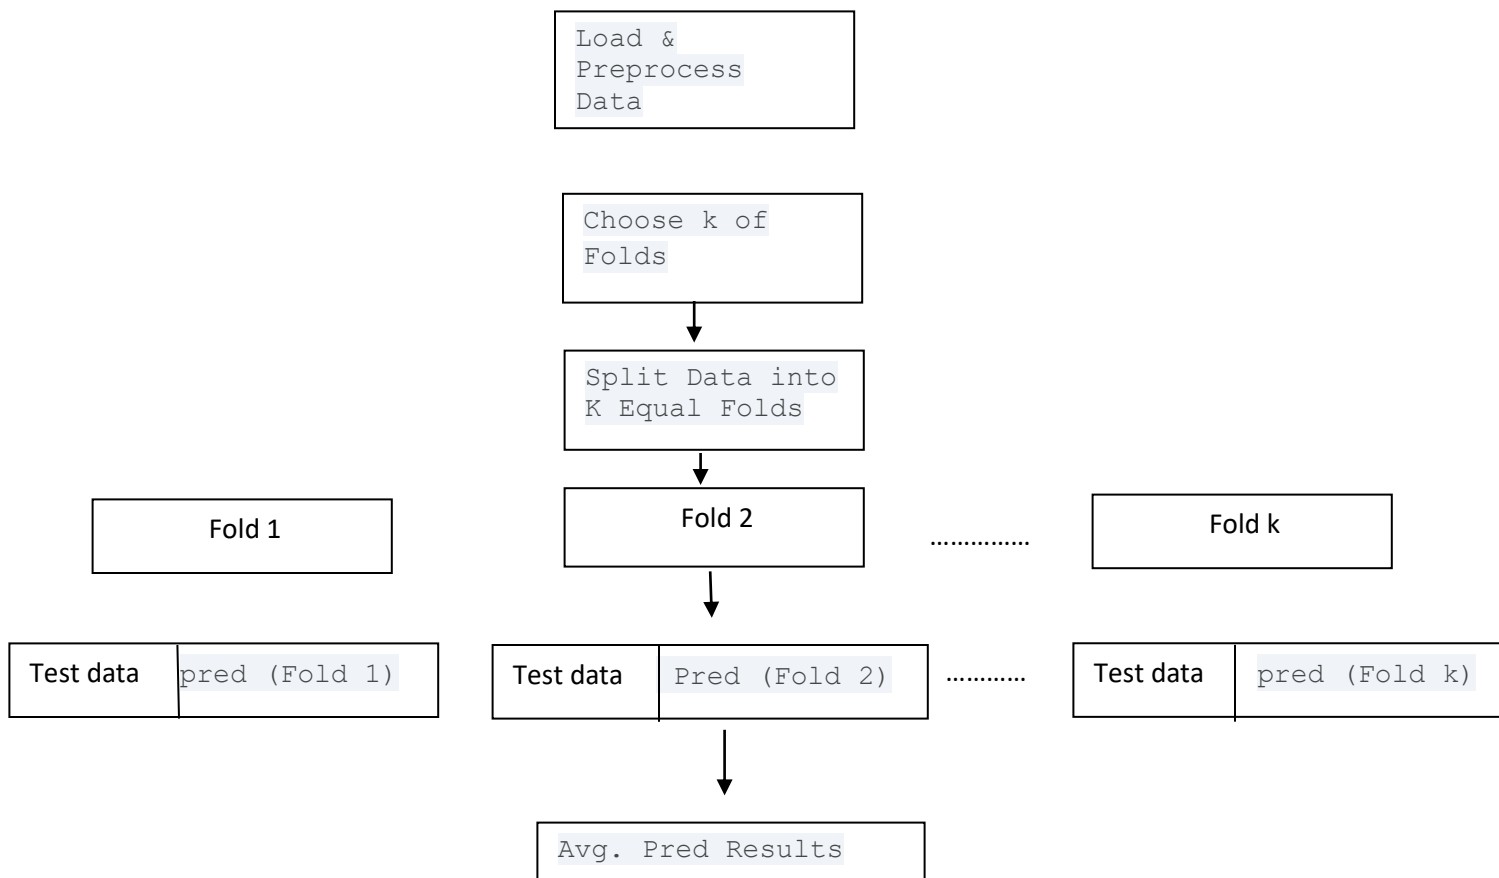 Load &
Preprocess
Data
Choose k of
Folds
Split Data into
K Equal Folds
Fold 1
Fold 2
……………
Fold k
Test data
pred (Fold 1)
Test data
Pred (Fold 2)
…………
Test data
pred (Fold k)
Avg. Pred Results